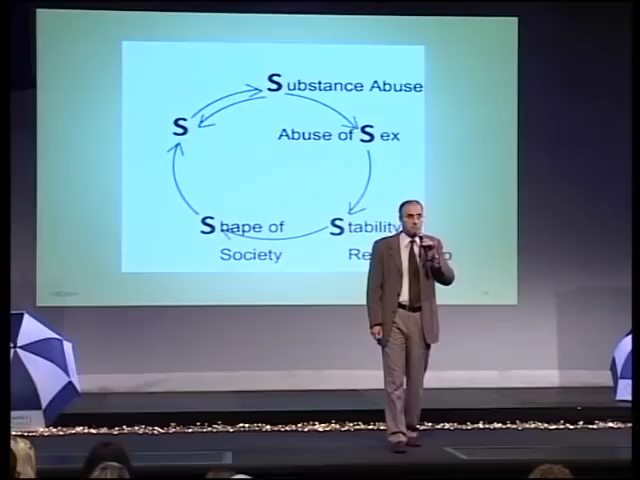 Substance Abuse
S
Abuse of Sex
Shape of
Society
Stability